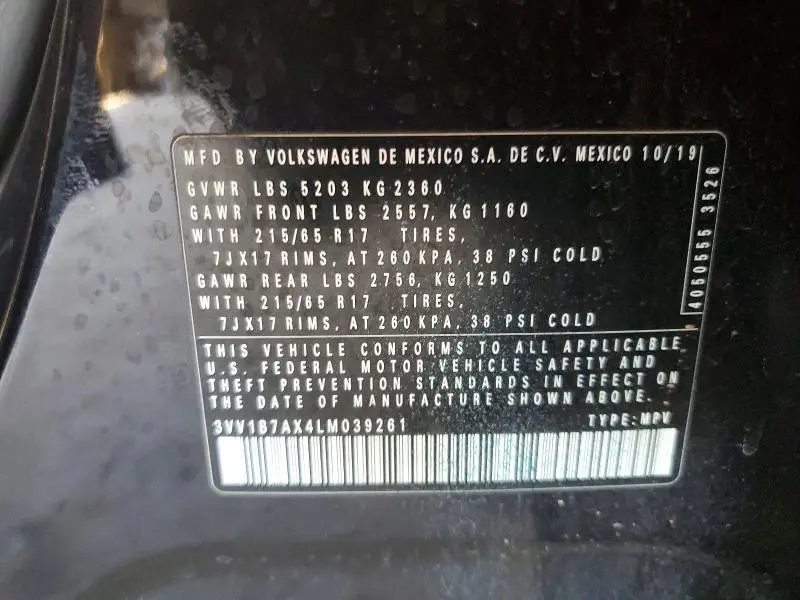 MFD BY VOLKSWAGEN DE MEXICO S.A. DE C.V. MEXICO 10/19
GVWR LBS 5203 KG 2360
GAWR FRONT LBS 2557, KG 1160
WITH 215/65 R17 TIRES,
7JX17 RIMS, AT 260 KPA, 38 PSI COLD
GAWR REAR LBS 2756, KG 1250
WITH 215/65 R17 TIRES,
7JX17 RIMS, AT 260 KPA, 38 PSI COLD
4050555 3526
THIS VEHICLE CONFORMS TO ALL APPLICABLE
U.S. FEDERAL MOTOR VEHICLE SAFETY AND
THEFT PREVENTION STANDARDS IN EFFECT ON
THE DATE OF MANUFACTURE SHOWN ABOVE.
3VV1B7AX4LM039261 TYPE: MPV